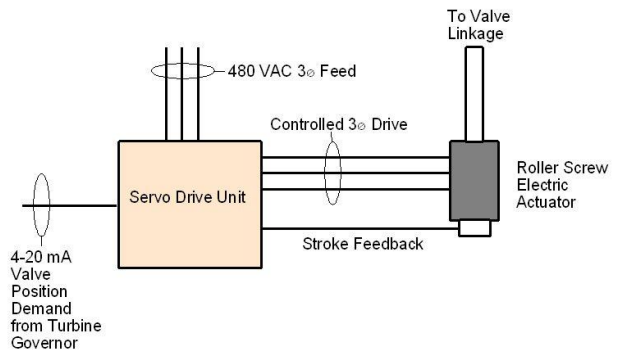 To Valve
Linkage
480 VAC 3⌀ Feed
Controlled 3⌀ Drive
Servo Drive Unit
Roller Screw
Electric
Actuator
Stroke Feedback
4-20 mA
Valve
Position
Demand
from Turbine
Governor